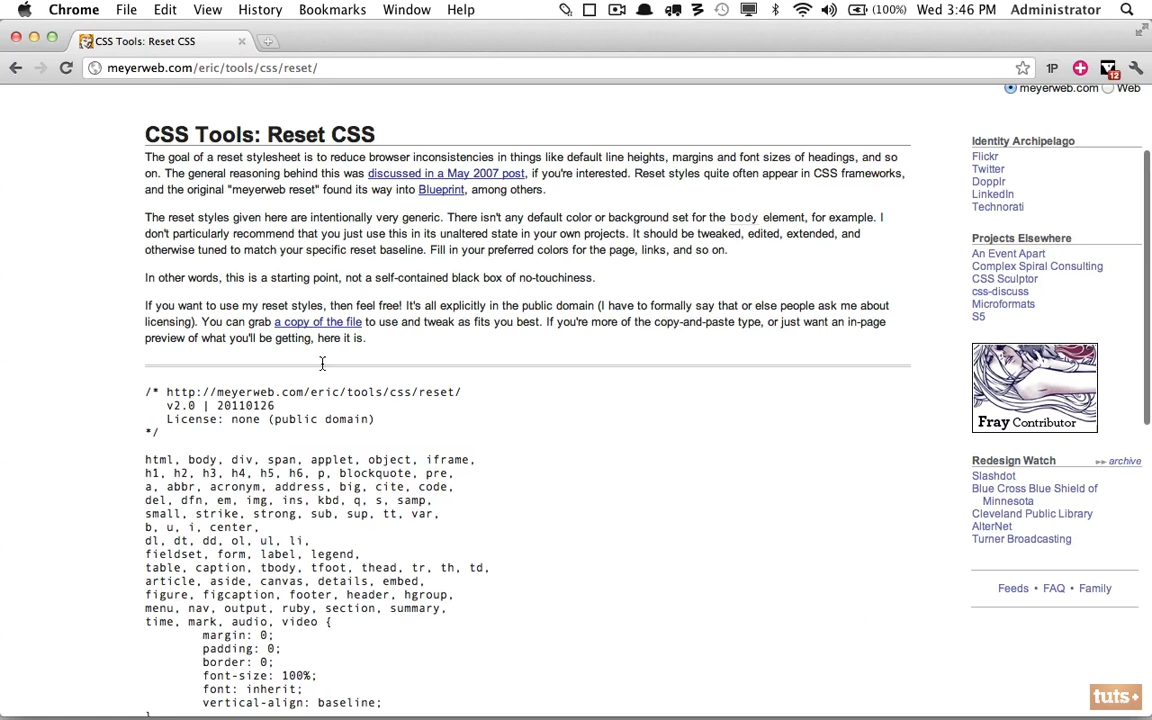 Chrome File Edit View History Bookmarks Window Help (100%) Wed 3:46 PM Administrator
CSS Tools: Reset CSS
meyerweb.com/eric/tools/css/reset/ 1P 12
meyerweb.com Web
CSS Tools: Reset CSS
The goal of a reset stylesheet is to reduce browser inconsistencies in things like default line heights, margins and font sizes of headings, and so
on. The general reasoning behind this was discussed in a May 2007 post, if you're interested. Reset styles quite often appear in CSS frameworks,
and the original "meyerweb reset" found its way into Blueprint, among others.
The reset styles given here are intentionally very generic. There isn't any default color or background set for the body element, for example. I
don't particularly recommend that you just use this in its unaltered state in your own projects. It should be tweaked, edited, extended, and
otherwise tuned to match your specific reset baseline. Fill in your preferred colors for the page, links, and so on.
In other words, this is a starting point, not a self-contained black box of no-touchiness.
If you want to use my reset styles, then feel free! It's all explicitly in the public domain (I have to formally say that or else people ask me about
licensing). You can grab a copy of the file to use and tweak as fits you best. If you're more of the copy-and-paste type, or just want an in-page
preview of what you'll be getting, here it is.
/* http://meyerweb.com/eric/tools/css/reset/
v2.0 | 20110126
License: none (public domain)
*/
html, body, div, span, applet, object, iframe,
h1, h2, h3, h4, h5, h6, p, blockquote, pre,
a, abbr, acronym, address, big, cite, code,
del, dfn, em, img, ins, kbd, q, s, samp,
small, strike, strong, sub, sup, tt, var,
b, u, i, center,
dl, dt, dd, ol, ul, li,
fieldset, form, label, legend,
table, caption, tbody, tfoot, thead, tr, th, td,
article, aside, canvas, details, embed,
figure, figcaption, footer, header, hgroup,
menu, nav, output, ruby, section, summary,
time, mark, audio, video {
margin: 0;
padding: 0;
border: 0;
font-size: 100%;
font: inherit;
vertical-align: baseline;
}
Identity Archipelago
Flickr
Twitter
Dopplr
LinkedIn
Technorati
Projects Elsewhere
An Event Apart
Complex Spiral Consulting
CSS Sculptor
css-discuss
Microformats
S5
Fray Contributor
Redesign Watch ►► archive
Slashdot
Blue Cross Blue Shield of
Minnesota
Cleveland Public Library
AlterNet
Turner Broadcasting
Feeds • FAQ • Family
tuts+